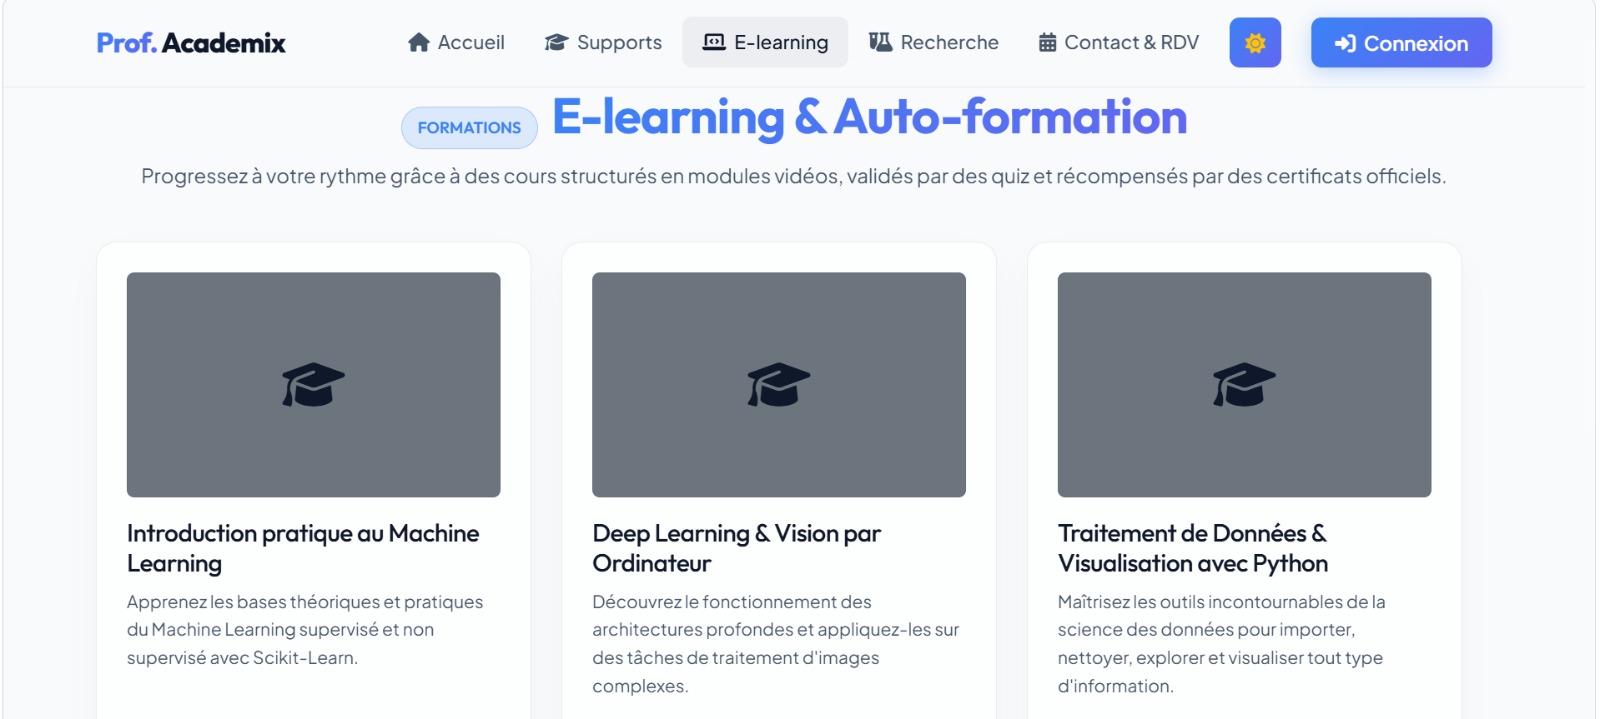 Prof. Academix
Accueil
Supports
E-learning
Recherche
Contact & RDV
Connexion
FORMATIONS
E-learning & Auto-formation
Progressez à votre rythme grâce à des cours structurés en modules vidéos, validés par des quiz et récompensés par des certificats officiels.
Introduction pratique au Machine
Learning
Apprenez les bases théoriques et pratiques
du Machine Learning supervisé et non
supervisé avec Scikit-Learn.
Deep Learning & Vision par
Ordinateur
Découvrez le fonctionnement des
architectures profondes et appliquez-les sur
des tâches de traitement d'images
complexes.
Traitement de Données &
Visualisation avec Python
Maîtrisez les outils incontournables de la
science des données pour importer,
nettoyer, explorer et visualiser tout type
d'information.